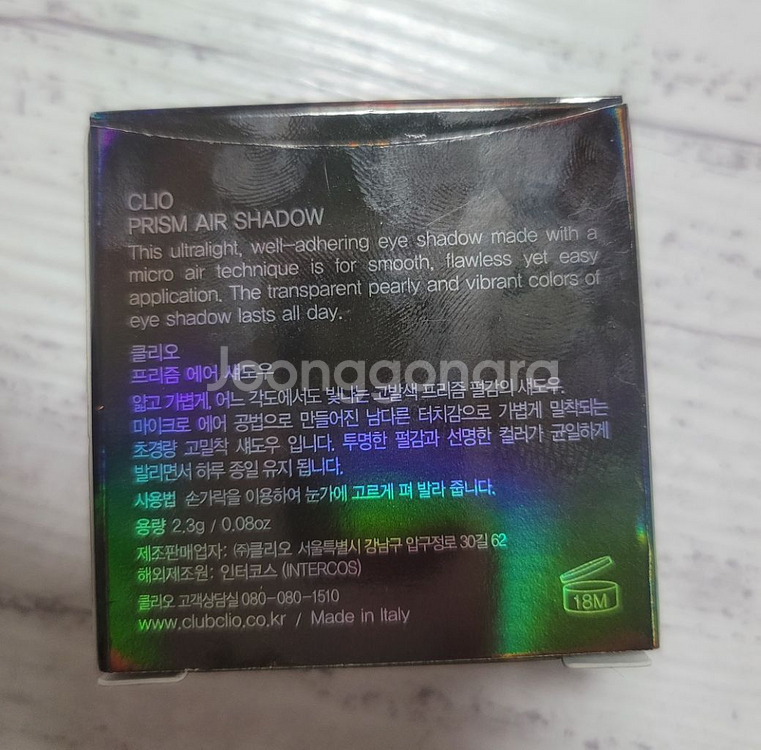 CLIO
PRISM AIR SHADOW
This ultralight, well-adhering eye shadow made with a
micro air technique is for smooth, flawless yet easy
application. The transparent pearly and vibrant colors of
eye shadow lasts all day.
클리오
프리즘 에어 섀도우
Joonggonara
얇고 가볍게, 어느 각도에서도 빛나는 고발색 프리즘 펄감의 섀도우.
마이크로 에어 공법으로 만들어진 남다른 터치감으로 가볍게 밀착되는
초경량 고밀착 섀도우 입니다. 투명한 펄감과 선명한 컬러가 균일하게
발리면서 하루 종일 유지 됩니다.
사용법 손가락을 이용하여 눈가에 고르게 펴 발라 줍니다.
용량 2.3g / 0.08oz
제조판매업자: ㈜클리오 서울특별시 강남구 압구정로 30길 62
해외제조원: 인터코스 (INTERCOS)
클리오 고객상담실 080-080-1510
www.clubclio.co.kr / Made in Italy
18M